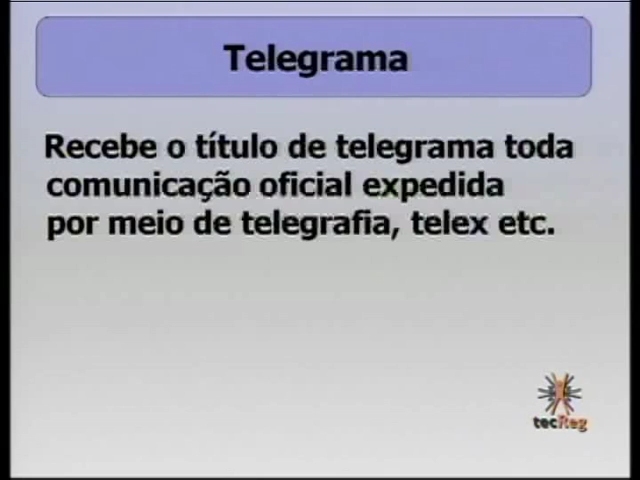 Telegrama
Recebe o título de telegrama toda
comunicação oficial expedida
por meio de telegrafia, telex etc.
tecReg